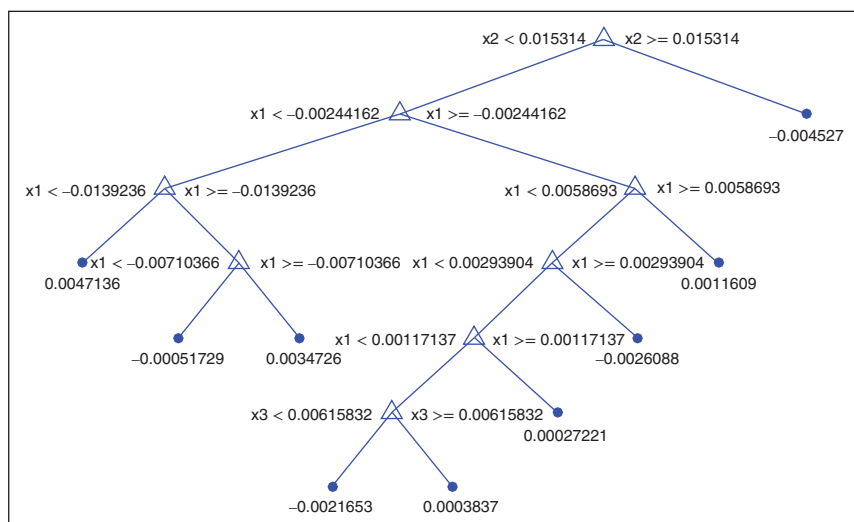 x2 < 0.015314 x2 >= 0.015314
x1 < −0.00244162 x1 >= −0.00244162
−0.004527
x1 < −0.0139236 x1 >= −0.0139236 x1 < 0.0058693 x1 >= 0.0058693
x1 < −0.00710366 x1 >= −0.00710366 x1 < 0.00293904 x1 >= 0.00293904
0.0047136 0.0011609
x1 < 0.00117137 x1 >= 0.00117137
−0.00051729 0.0034726 −0.0026088
x3 < 0.00615832 x3 >= 0.00615832
0.00027221
−0.0021653 0.0003837